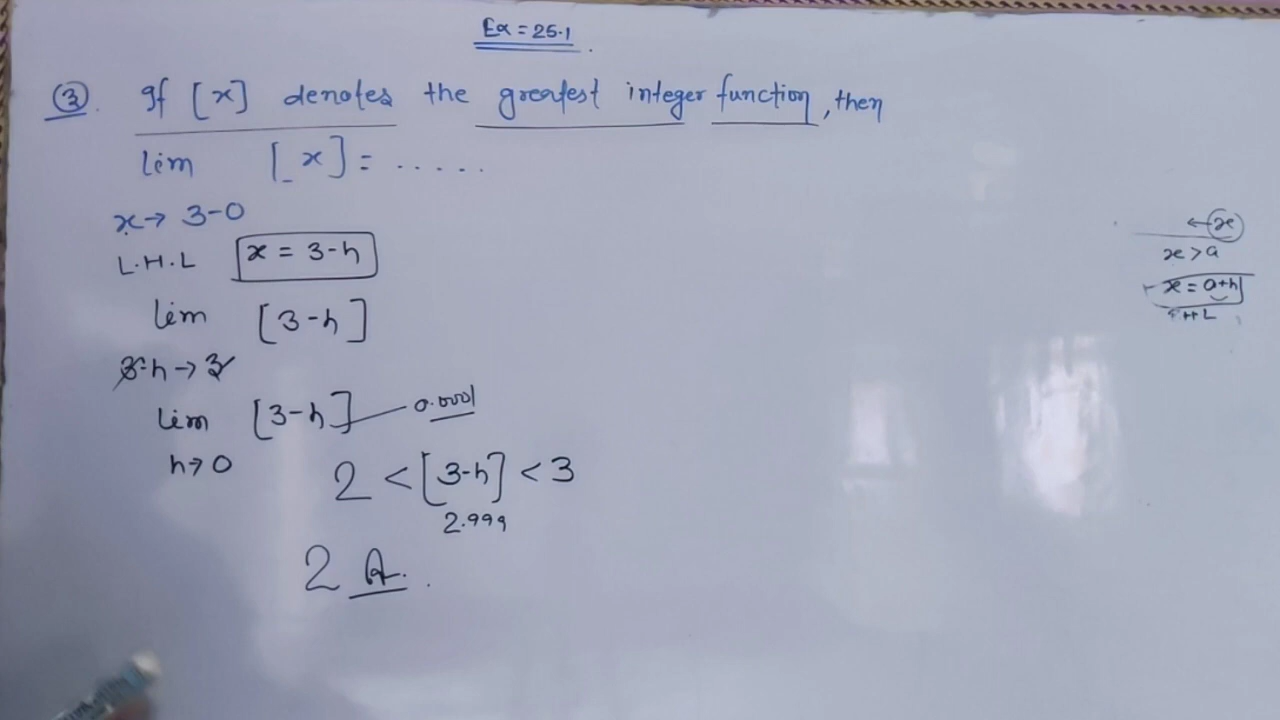 Ex = 25.1
③. If [x] denotes the greatest integer function, then
lim [x] = .....
x → 3-0
L.H.L x = 3-h
lim [3-h]
3-h → 3
lim [3-h] 0.0001
h → 0
2 < [3-h] < 3
2.999
2 A.
← x
x > a
x = a+h